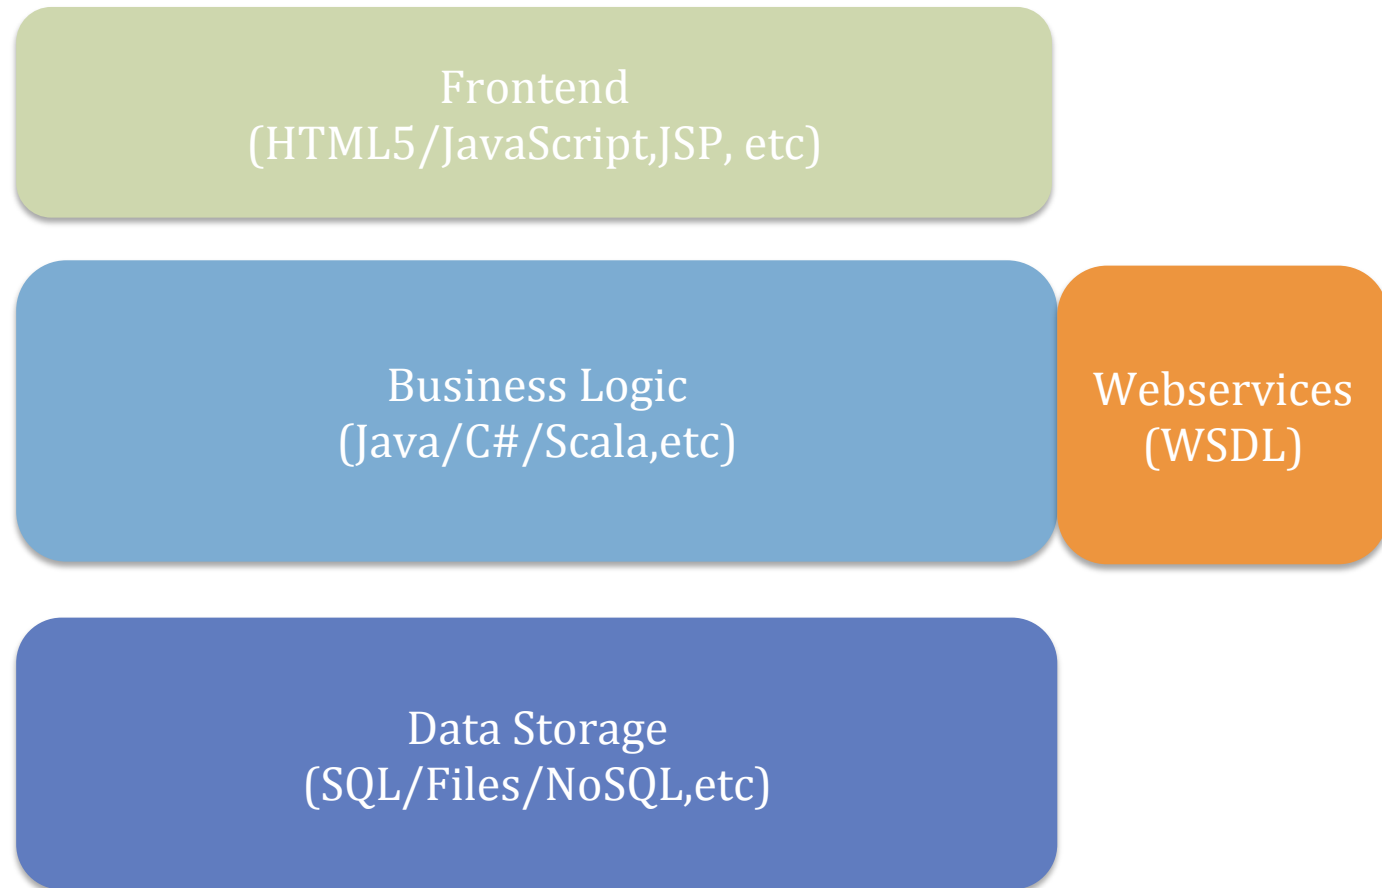 Frontend
(HTML5/JavaScript,JSP, etc)
Business Logic
(Java/C#/Scala,etc)
Webservices
(WSDL)
Data Storage
(SQL/Files/NoSQL,etc)